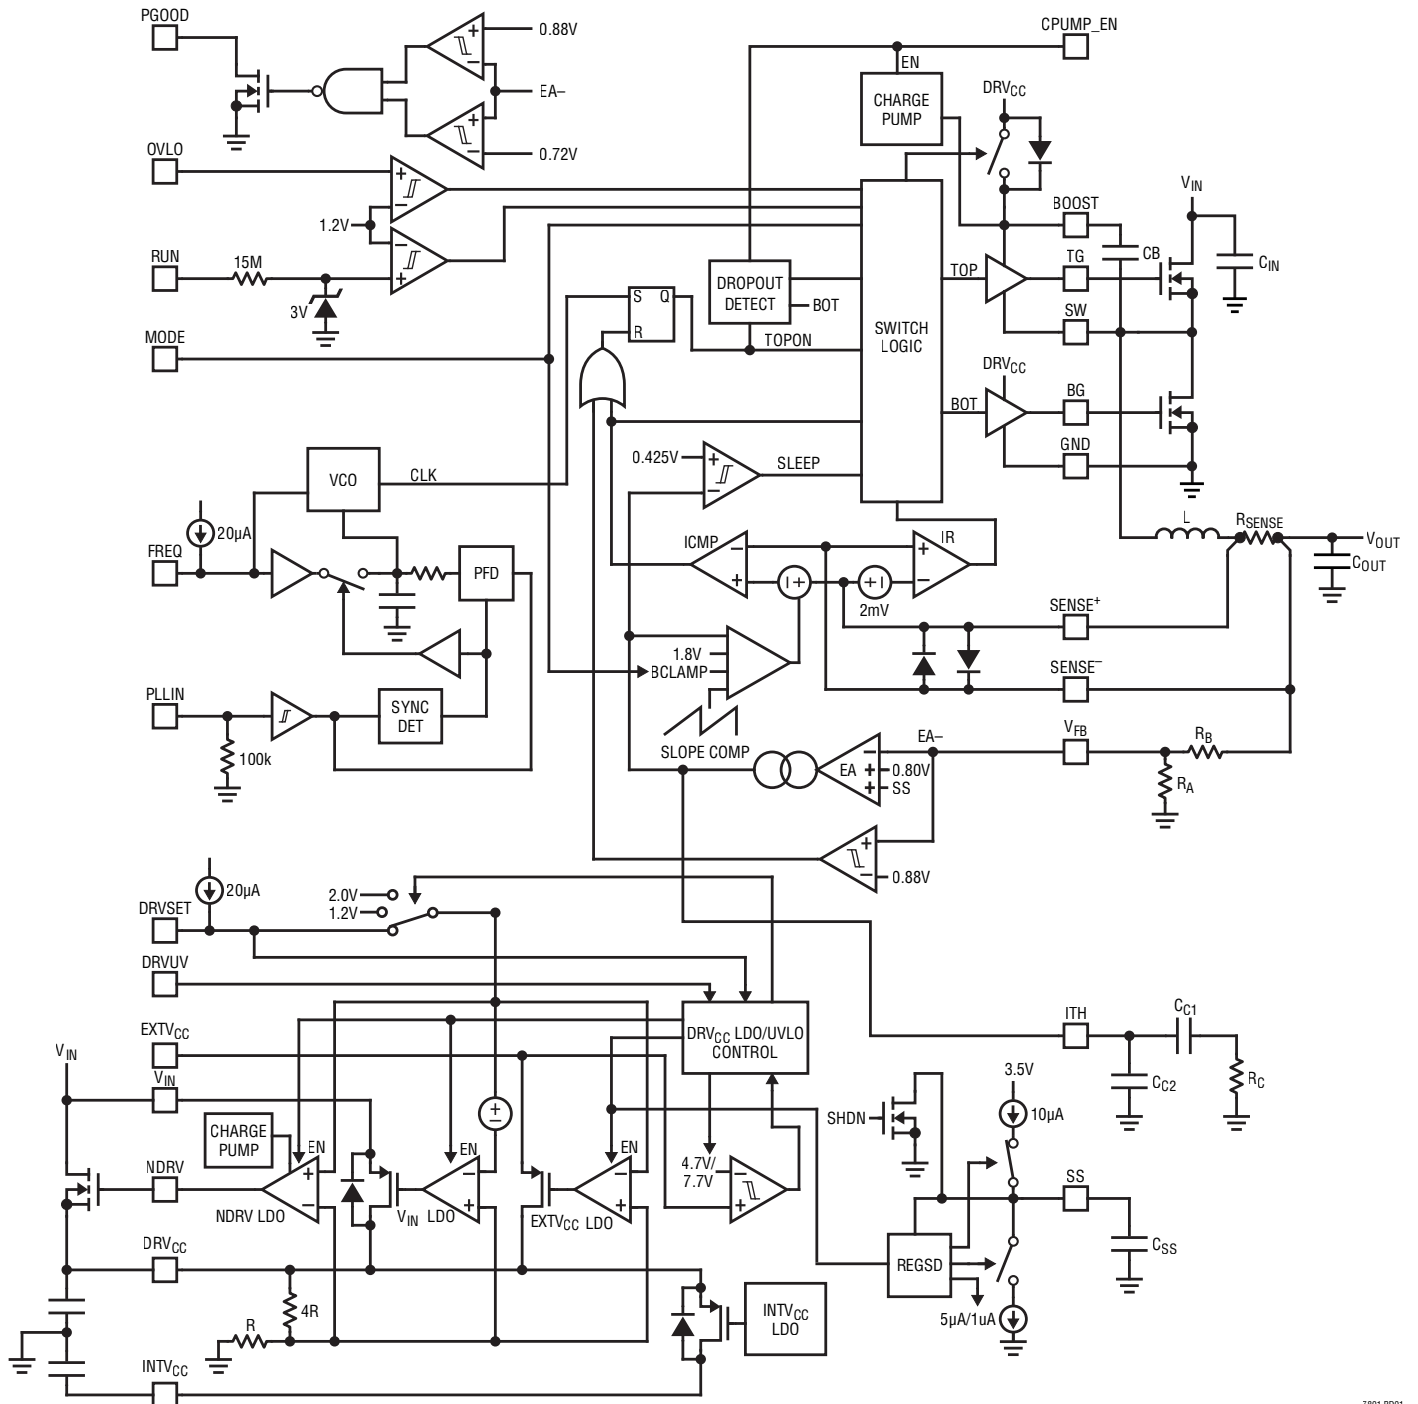 PGOOD
0.88V
EA–
0.72V
CPUMP_EN
EN
CHARGE
PUMP
DRVCC
OVLO
1.2V
RUN
15M
3V
MODE
BOOST
VIN
CIN
CB
TG
TOP
SW
DROPOUT
DETECT
BOT
S Q
R
TOPON
SWITCH
LOGIC
DRVCC
BOT
BG
GND
0.425V
SLEEP
VCO
CLK
20µA
FREQ
PFD
ICMP
IR
–
+
+
–
2mV
L
RSENSE
VOUT
COUT
SENSE+
SENSE–
1.8V
BCLAMP
SLOPE COMP
PLLIN
100k
SYNC
DET
EA–
VFB
RB
RA
EA
0.80V
SS
0.88V
20µA
DRVSET
2.0V
1.2V
DRVUV
EXTVCC
VIN
VIN
DRVCC LDO/UVLO
CONTROL
ITH
CC1
CC2
RC
3.5V
10µA
SHDN
CHARGE
PUMP
EN
EN
EN
4.7V/
7.7V
NDRV
NDRV LDO
VIN LDO
EXTVCC LDO
SS
CSS
REGSD
5µA/1uA
DRVCC
4R
R
INTVCC
LDO
INTVCC
7801 BD01